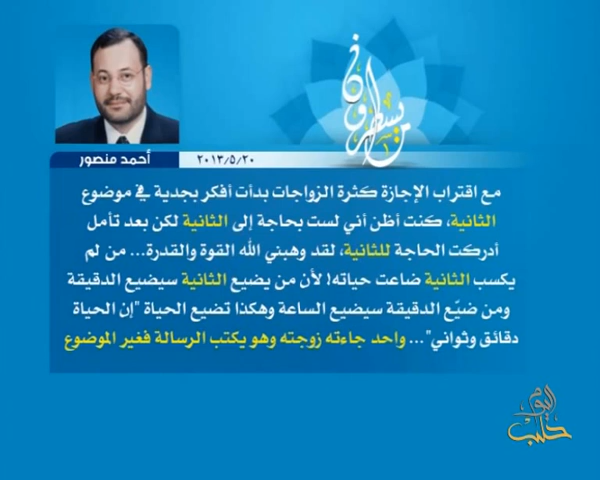 يسطرون
أحمد منصور
٢٠١٣/٥/٢٠
مع اقتراب الإجازة كثرة الزواجات بدأت أفكر بجدية في موضوع
الثانية، كنت أظن أني لست بحاجة إلى الثانية لكن بعد تأمل
أدركت الحاجة للثانية، لقد وهبني الله القوة والقدرة... من لم
يكسب الثانية ضاعت حياته! لأن من يضيع الثانية سيضيع الدقيقة
ومن ضيّع الدقيقة سيضيع الساعة وهكذا تضيع الحياة "إن الحياة
دقائق وثواني"... واحد جاءته زوجته وهو يكتب الرسالة فغير الموضوع
حلب اليوم